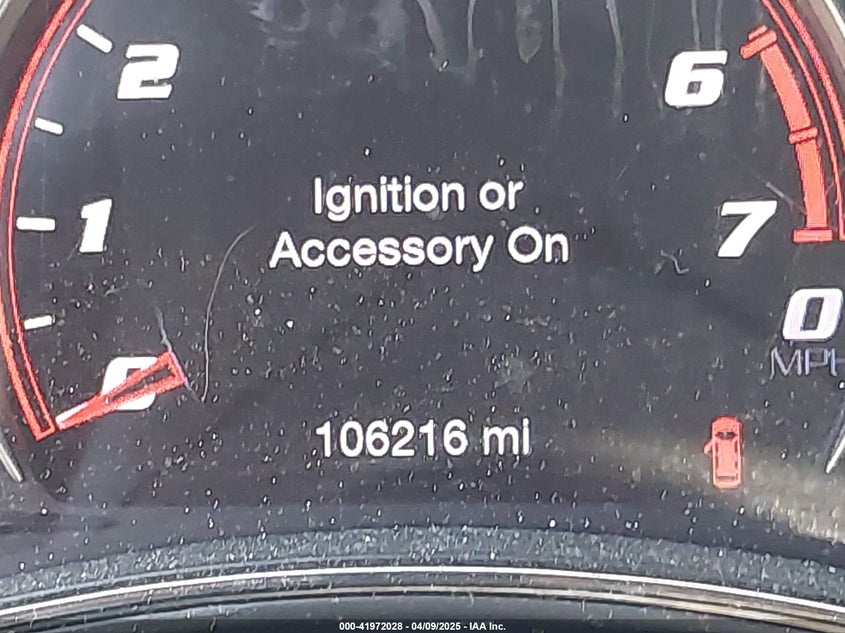 2
6
Ignition or
1
7
Accessory On
0
0
MPH
106216 mi
000-41972028 - 04/09/2025 - IAA Inc.